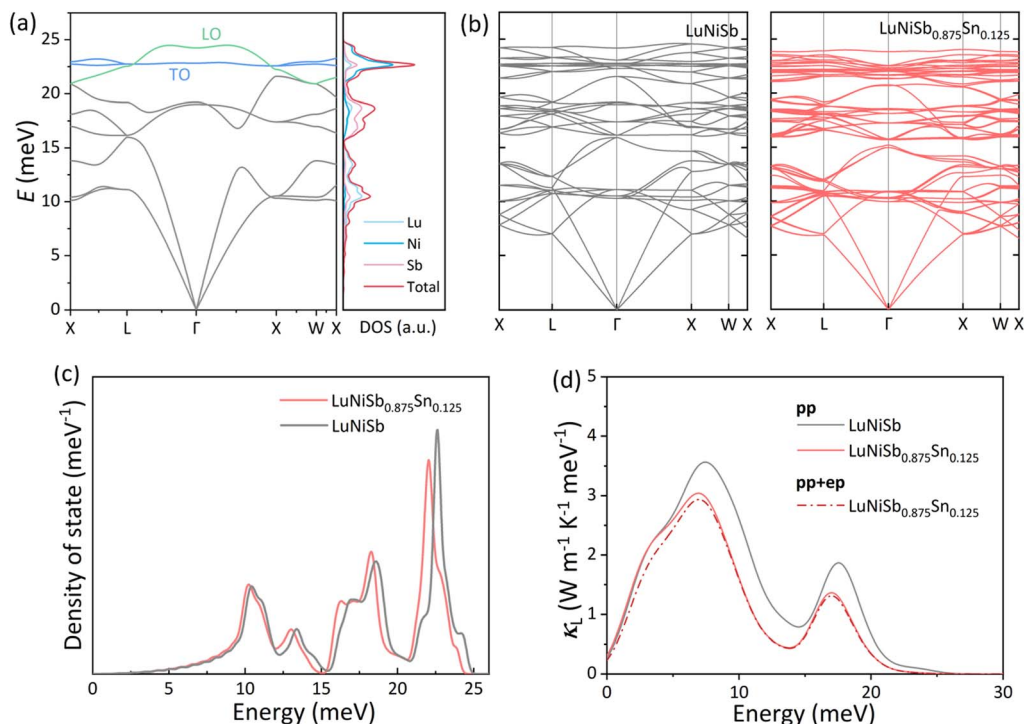 (a)
25
20
15
10
5
0
E (meV)
LO
TO
X L Γ X W X
Lu
Ni
Sb
Total
DOS (a.u.)
(b)
LuNiSb
X L Γ X W X
LuNiSb0.875Sn0.125
X L Γ X W X
(c)
LuNiSb0.875Sn0.125
LuNiSb
Density of state (meV-1)
0 5 10 15 20 25
Energy (meV)
(d)
5
4
3
2
1
0
κL (W m-1 K-1 meV-1)
pp
LuNiSb
LuNiSb0.875Sn0.125
pp+ep
LuNiSb0.875Sn0.125
0 10 20 30
Energy (meV)